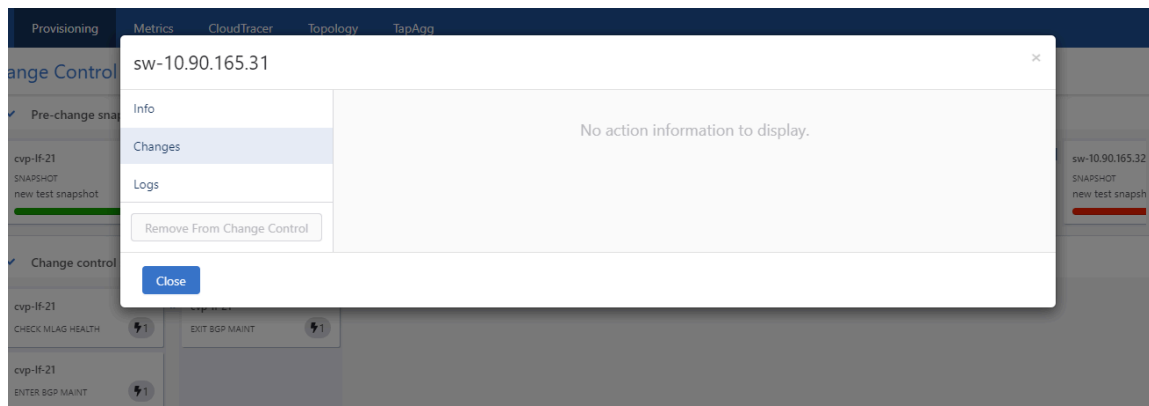 Provisioning Metrics CloudTracer Topology TapAgg
ange Control
sw-10.90.165.31 ×
Info
Changes
Logs
Remove From Change Control
No action information to display.
Close
Pre-change snap
cvp-lf-21
SNAPSHOT
new test snapshot
sw-10.90.165.32
SNAPSHOT
new test snapsh
Change control
cvp-lf-21
CHECK MLAG HEALTH 1
EXIT BGP MAINT 1
cvp-lf-21
ENTER BGP MAINT 1